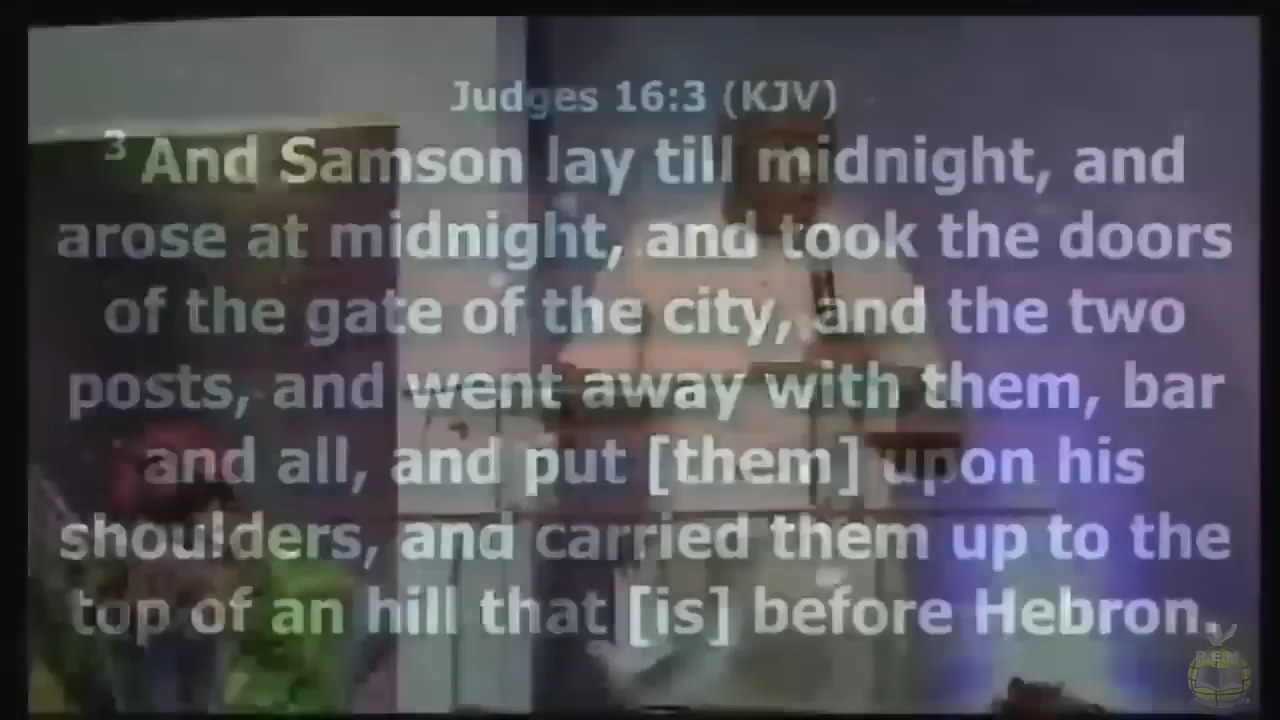 Judges 16:3 (KJV)
3 And Samson lay till midnight, and
arose at midnight, and took the doors
of the gate of the city, and the two
posts, and went away with them, bar
and all, and put [them] upon his
shoulders, and carried them up to the
top of an hill that [is] before Hebron.
R.E.M